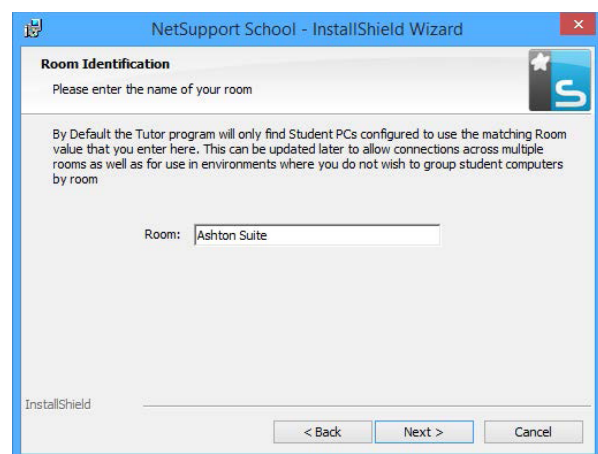 NetSupport School - InstallShield Wizard
Room Identification
Please enter the name of your room
S
By Default the Tutor program will only find Student PCs configured to use the matching Room
value that you enter here. This can be updated later to allow connections across multiple
rooms as well as for use in environments where you do not wish to group student computers
by room
Room: Ashton Suite
InstallShield
< Back Next > Cancel